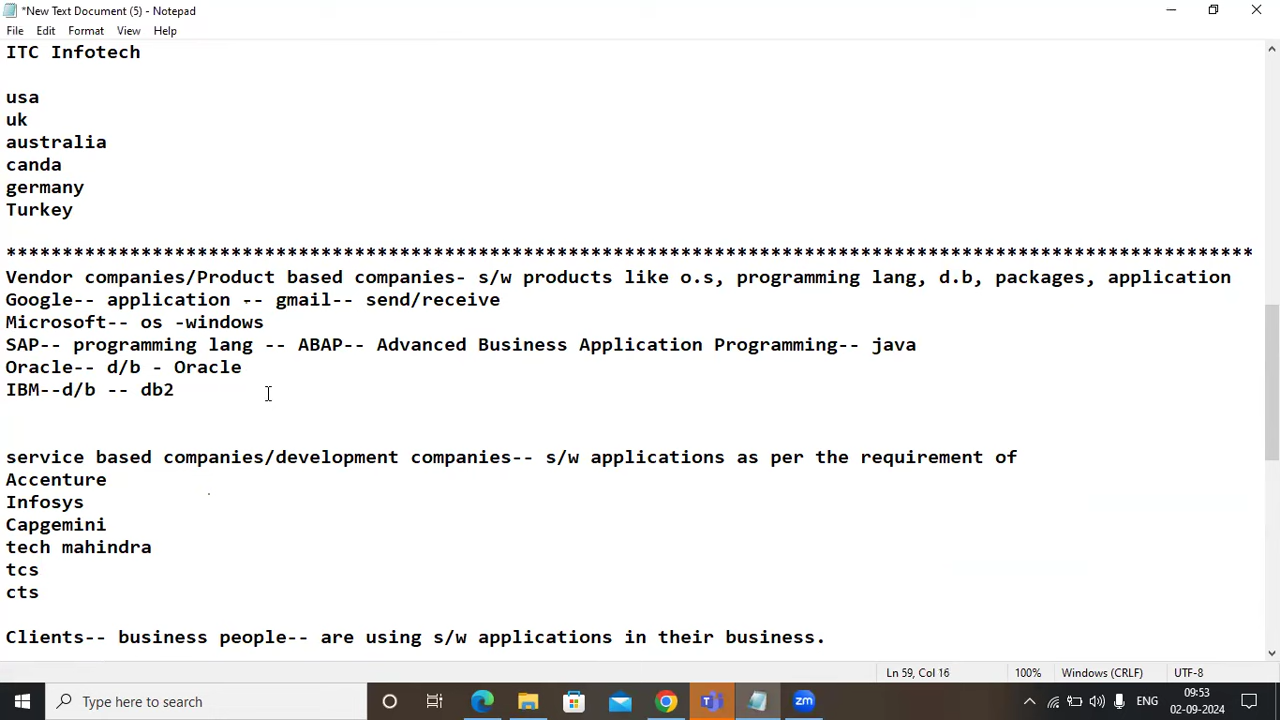 *New Text Document (5) - Notepad
File Edit Format View Help
ITC Infotech
usa
uk
australia
canda
germany
Turkey
***************************************************************************************************************
Vendor companies/Product based companies- s/w products like o.s, programming lang, d.b, packages, application
Google-- application -- gmail-- send/receive
Microsoft-- os -windows
SAP-- programming lang -- ABAP-- Advanced Business Application Programming-- java
Oracle-- d/b - Oracle
IBM--d/b -- db2
service based companies/development companies-- s/w applications as per the requirement of
Accenture
Infosys
Capgemini
tech mahindra
tcs
cts
Clients-- business people-- are using s/w applications in their business.
Ln 59, Col 16 100% Windows (CRLF) UTF-8
Type here to search
ENG
09:53
02-09-2024
zm